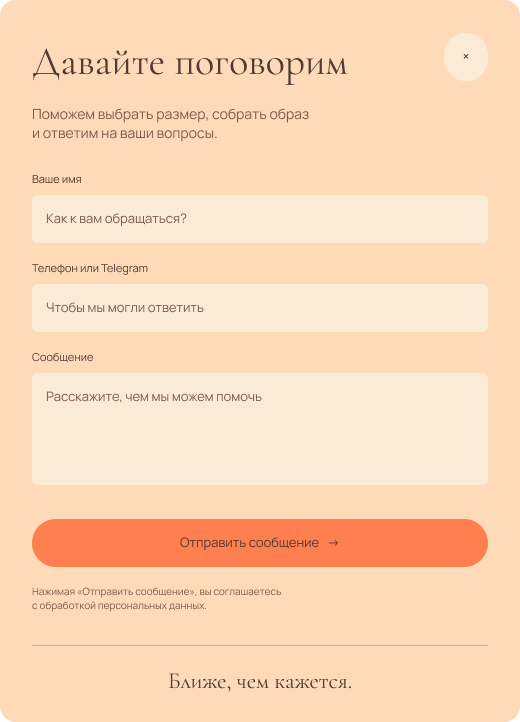 Давайте поговорим
×
Поможем выбрать размер, собрать образ
и ответим на ваши вопросы.
Ваше имя
Как к вам обращаться?
Телефон или Telegram
Чтобы мы могли ответить
Сообщение
Расскажите, чем мы можем помочь
Отправить сообщение →
Нажимая «Отправить сообщение», вы соглашаетесь
с обработкой персональных данных.
Ближе, чем кажется.